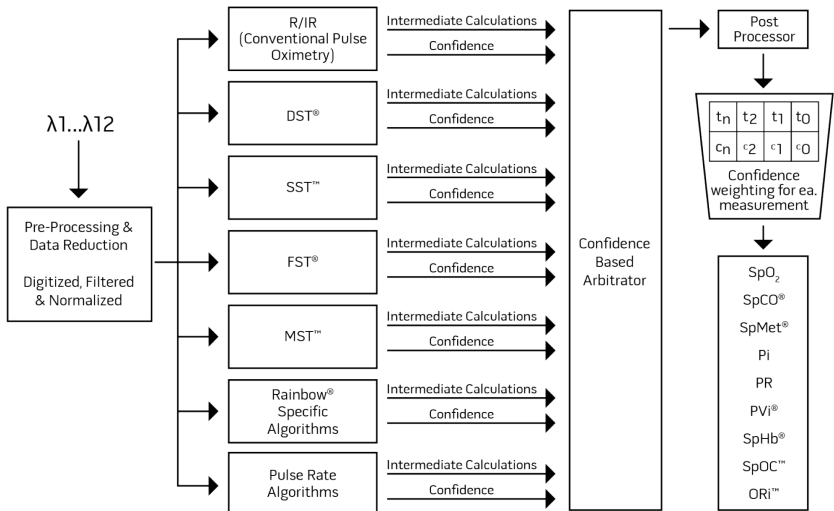 λ1...λ12
Pre-Processing &
Data Reduction
Digitized, Filtered
& Normalized
R/IR
(Conventional Pulse
Oximetry)
Intermediate Calculations
Confidence
DST®
Intermediate Calculations
Confidence
SST™
Intermediate Calculations
Confidence
FST®
Intermediate Calculations
Confidence
MST™
Intermediate Calculations
Confidence
Rainbow®
Specific
Algorithms
Intermediate Calculations
Confidence
Pulse Rate
Algorithms
Intermediate Calculations
Confidence
Confidence
Based
Arbitrator
Post
Processor
tn t2 t1 t0
cn c2 c1 c0
Confidence
weighting for ea.
measurement
SpO₂
SpCO®
SpMet®
Pi
PR
PVi®
SpHb®
SpOC™
ORi™